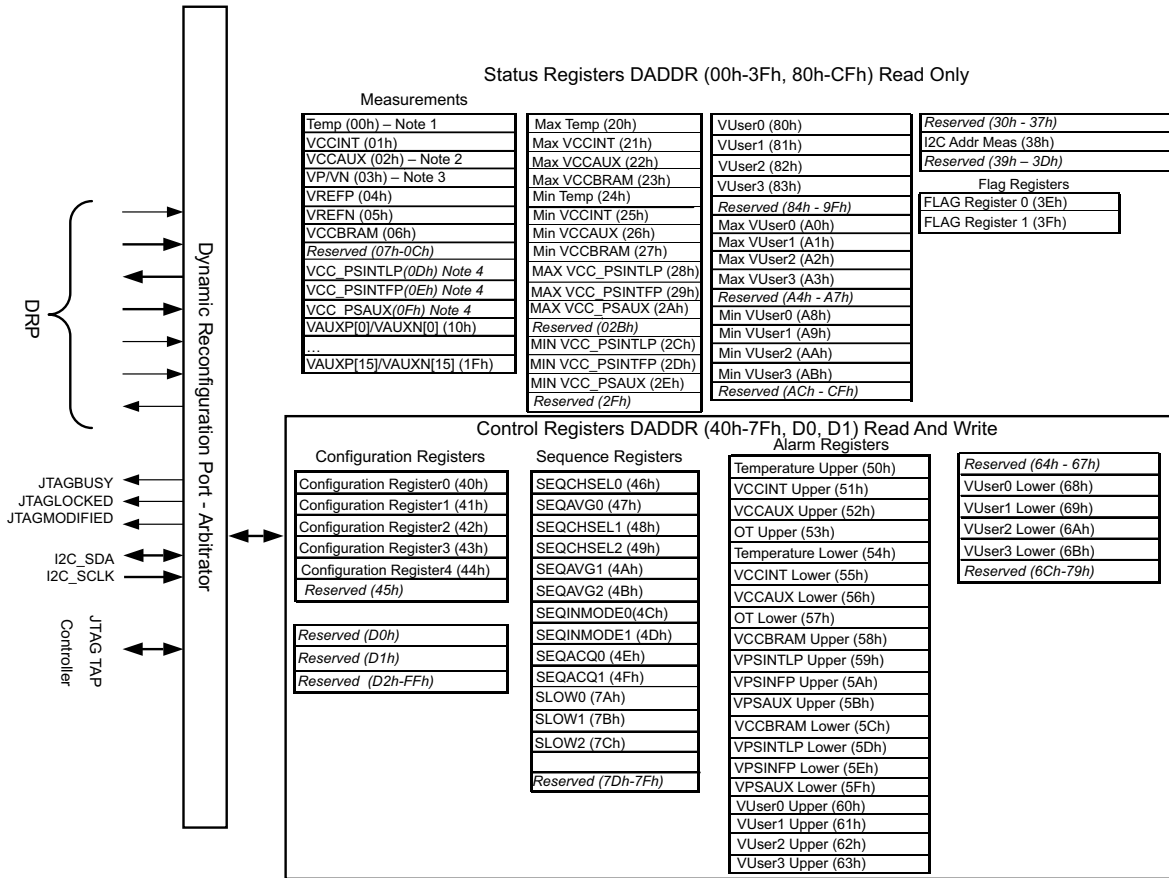 Status Registers DADDR (00h-3Fh, 80h-CFh) Read Only
Measurements
Temp (00h) – Note 1
VCCINT (01h)
VCCAUX (02h) – Note 2
VP/VN (03h) – Note 3
VREFP (04h)
VREFN (05h)
VCCBRAM (06h)
Reserved (07h-0Ch)
VCC_PSINTLP(0Dh) Note 4
VCC_PSINTFP(0Eh) Note 4
VCC_PSAUX(0Fh) Note 4
VAUXP[0]/VAUXN[0] (10h)
...
VAUXP[15]/VAUXN[15] (1Fh)
Max Temp (20h)
Max VCCINT (21h)
Max VCCAUX (22h)
Max VCCBRAM (23h)
Min Temp (24h)
Min VCCINT (25h)
Min VCCAUX (26h)
Min VCCBRAM (27h)
MAX VCC_PSINTLP (28h)
MAX VCC_PSINTFP (29h)
MAX VCC_PSAUX (2Ah)
Reserved (02Bh)
MIN VCC_PSINTLP (2Ch)
MIN VCC_PSINTFP (2Dh)
MIN VCC_PSAUX (2Eh)
Reserved (2Fh)
VUser0 (80h)
VUser1 (81h)
VUser2 (82h)
VUser3 (83h)
Reserved (84h - 9Fh)
Max VUser0 (A0h)
Max VUser1 (A1h)
Max VUser2 (A2h)
Max VUser3 (A3h)
Reserved (A4h - A7h)
Min VUser0 (A8h)
Min VUser1 (A9h)
Min VUser2 (AAh)
Min VUser3 (ABh)
Reserved (ACh - CFh)
Reserved (30h - 37h)
I2C Addr Meas (38h)
Reserved (39h – 3Dh)
Flag Registers
FLAG Register 0 (3Eh)
FLAG Register 1 (3Fh)
DRP
Dynamic Reconfiguration Port - Arbitrator
JTAGBUSY
JTAGLOCKED
JTAGMODIFIED
I2C_SDA
I2C_SCLK
JTAG TAP
Controller
Control Registers DADDR (40h-7Fh, D0, D1) Read And Write
Configuration Registers
Configuration Register0 (40h)
Configuration Register1 (41h)
Configuration Register2 (42h)
Configuration Register3 (43h)
Configuration Register4 (44h)
Reserved (45h)
Reserved (D0h)
Reserved (D1h)
Reserved (D2h-FFh)
Sequence Registers
SEQCHSEL0 (46h)
SEQAVG0 (47h)
SEQCHSEL1 (48h)
SEQCHSEL2 (49h)
SEQAVG1 (4Ah)
SEQAVG2 (4Bh)
SEQINMODE0(4Ch)
SEQINMODE1 (4Dh)
SEQACQ0 (4Eh)
SEQACQ1 (4Fh)
SLOW0 (7Ah)
SLOW1 (7Bh)
SLOW2 (7Ch)
Reserved (7Dh-7Fh)
Alarm Registers
Temperature Upper (50h)
VCCINT Upper (51h)
VCCAUX Upper (52h)
OT Upper (53h)
Temperature Lower (54h)
VCCINT Lower (55h)
VCCAUX Lower (56h)
OT Lower (57h)
VCCBRAM Upper (58h)
VPSINTLP Upper (59h)
VPSINFP Upper (5Ah)
VPSAUX Upper (5Bh)
VCCBRAM Lower (5Ch)
VPSINTLP Lower (5Dh)
VPSINFP Lower (5Eh)
VPSAUX Lower (5Fh)
VUser0 Upper (60h)
VUser1 Upper (61h)
VUser2 Upper (62h)
VUser3 Upper (63h)
Reserved (64h - 67h)
VUser0 Lower (68h)
VUser1 Lower (69h)
VUser2 Lower (6Ah)
VUser3 Lower (6Bh)
Reserved (6Ch-79h)